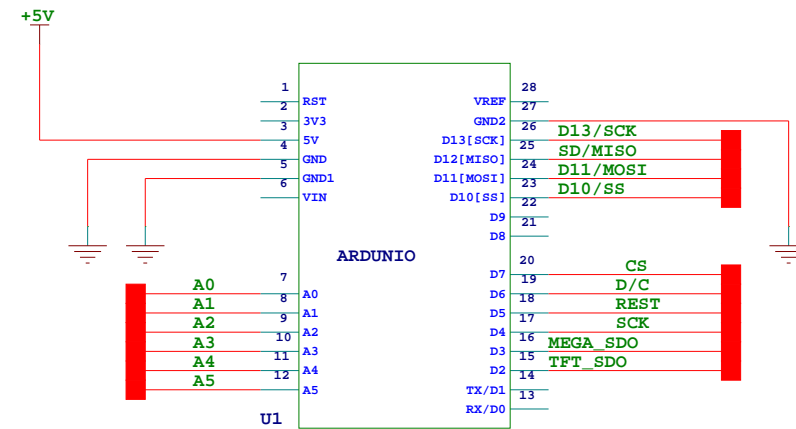 +5V
1 28
RST VREF
2 27
3V3 GND2
3 26 D13/SCK
5V D13[SCK]
4 25 SD/MISO
GND D12[MISO]
5 24 D11/MOSI
GND1 D11[MOSI]
6 23 D10/SS
VIN D10[SS]
22
D9
21
D8
ARDUNIO
20 CS
D7
A0 7 19 D/C
A0 D6
A1 8 18 REST
A1 D5
A2 9 17 SCK
A2 D4
A3 10 16 MEGA_SDO
A3 D3
A4 11 15 TFT_SDO
A4 D2
A5 12 14
A5 TX/D1
13
RX/D0
U1